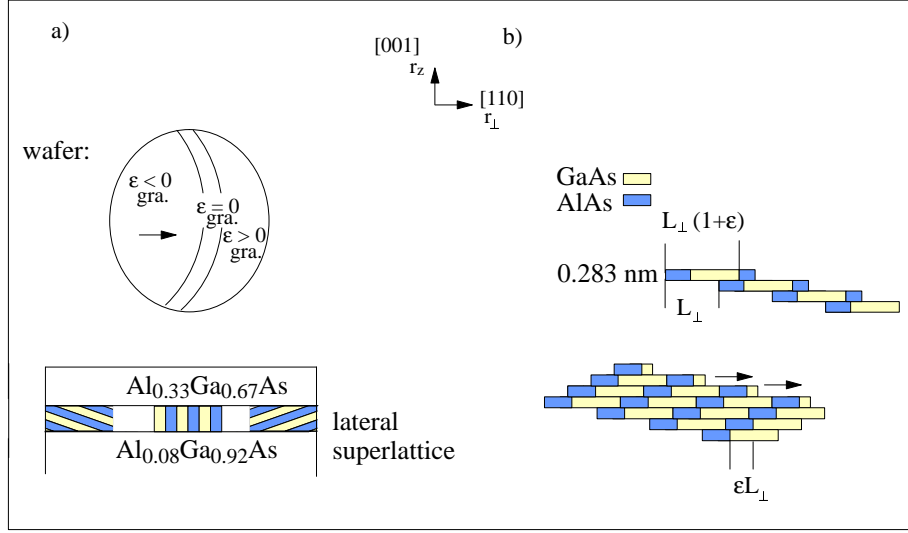 a)
b)
[001]
r_z
[110]
r_⊥
wafer:
ε < 0
gra.
ε = 0
gra.
ε > 0
gra.
GaAs
AlAs
L_⊥ (1+ε)
0.283 nm
L_⊥
Al_0.33Ga_0.67As
lateral
superlattice
Al_0.08Ga_0.92As
εL_⊥